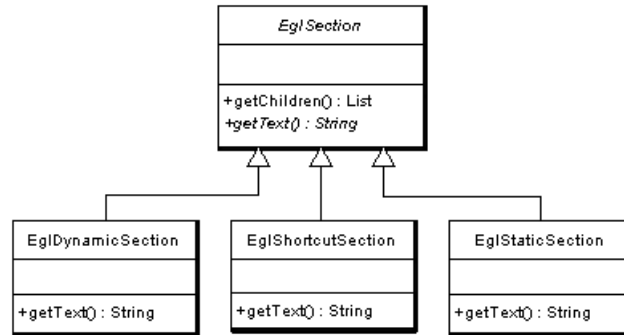 EglSection
+getChildren() : List
+getText() : String
EglDynamicSection
EglShortcutSection
EglStaticSection
+getText() : String
+getText() : String
+getText() : String